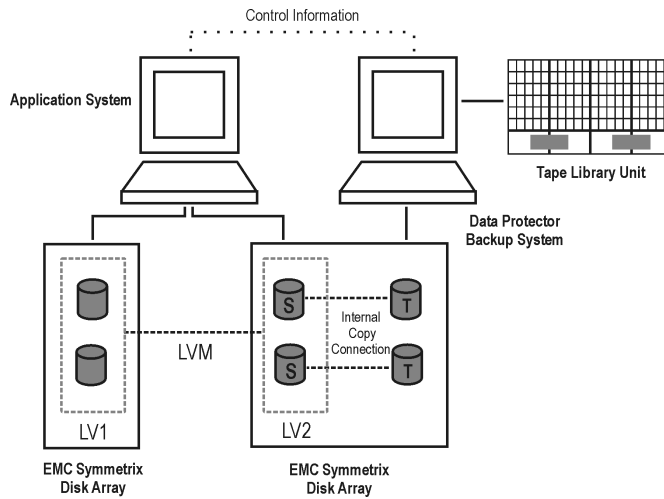 Control Information
Application System
Tape Library Unit
Data Protector
Backup System
S
T
Internal
Copy
Connection
LVM
S
T
LV1
LV2
EMC Symmetrix
Disk Array
EMC Symmetrix
Disk Array